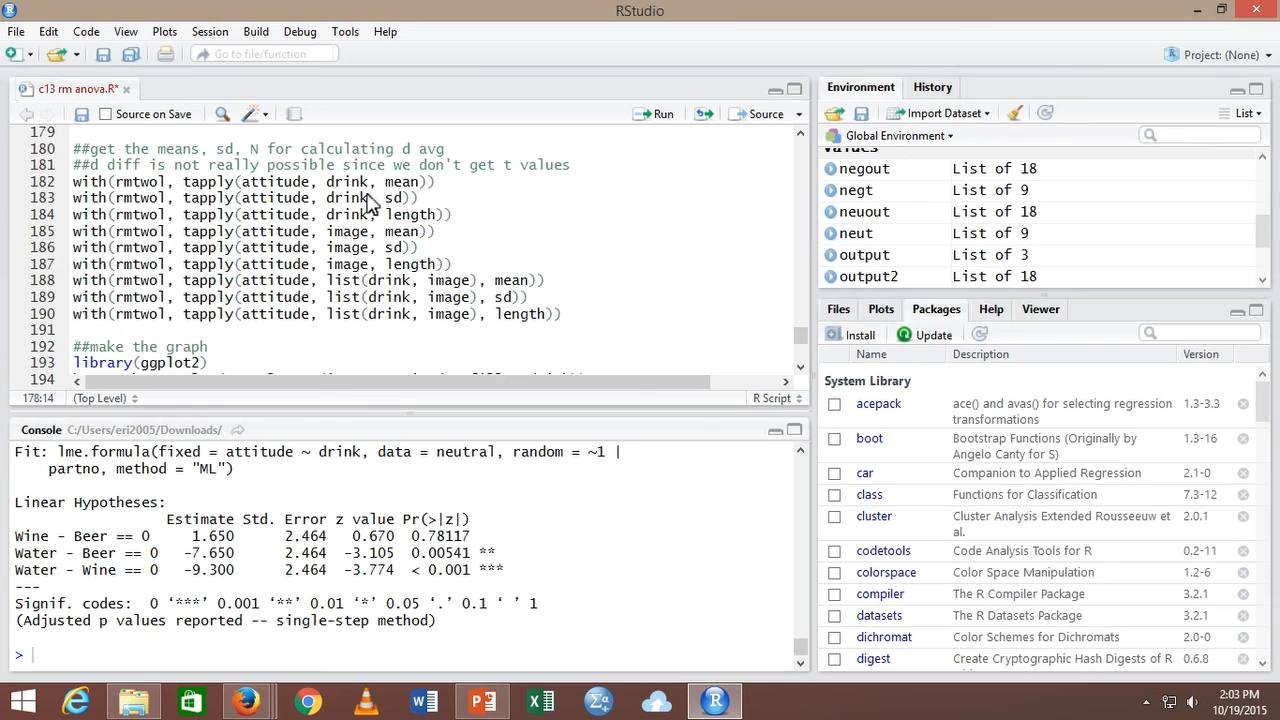 RStudio
File Edit Code View Plots Session Build Debug Tools Help
Go to file/function
Project: (None)
c13 rm anova.R*
Source on Save
Run
Source
179
180 ##get the means, sd, N for calculating d avg
181 ##d diff is not really possible since we don't get t values
182 with(rmtwol, tapply(attitude, drink, mean))
183 with(rmtwol, tapply(attitude, drink, sd))
184 with(rmtwol, tapply(attitude, drink, length))
185 with(rmtwol, tapply(attitude, image, mean))
186 with(rmtwol, tapply(attitude, image, sd))
187 with(rmtwol, tapply(attitude, image, length))
188 with(rmtwol, tapply(attitude, list(drink, image), mean))
189 with(rmtwol, tapply(attitude, list(drink, image), sd))
190 with(rmtwol, tapply(attitude, list(drink, image), length))
191
192 ##make the graph
193 library(ggplot2)
194
178:14 (Top Level) R Script
Console C:/Users/eri2005/Downloads/
Fit: lme.formula(fixed = attitude ~ drink, data = neutral, random = ~1 |
partno, method = "ML")
Linear Hypotheses:
Estimate Std. Error z value Pr(>|z|)
Wine - Beer == 0 1.650 2.464 0.670 0.78117
Water - Beer == 0 -7.650 2.464 -3.105 0.00541 **
Water - Wine == 0 -9.300 2.464 -3.774 < 0.001 ***
---
Signif. codes: 0 ‘***’ 0.001 ‘**’ 0.01 ‘*’ 0.05 ‘.’ 0.1 ‘ ’ 1
(Adjusted p values reported -- single-step method)
>
Environment History
Import Dataset
List
Global Environment
Values
negout List of 18
negt List of 9
neuout List of 18
neut List of 9
output List of 3
output2 List of 18
Files Plots Packages Help Viewer
Install Update
Name Description Version
System Library
acepack ace() and avas() for selecting regression transformations 1.3-3.3
boot Bootstrap Functions (Originally by Angelo Canty for S) 1.3-16
car Companion to Applied Regression 2.1-0
class Functions for Classification 7.3-12
cluster Cluster Analysis Extended Rousseeuw et al. 2.0.1
codetools Code Analysis Tools for R 0.2-11
colorspace Color Space Manipulation 1.2-6
compiler The R Compiler Package 3.2.1
datasets The R Datasets Package 3.2.1
dichromat Color Schemes for Dichromats 2.0-0
digest Create Cryptographic Hash Digests of R 0.6.8
2:03 PM
10/19/2015